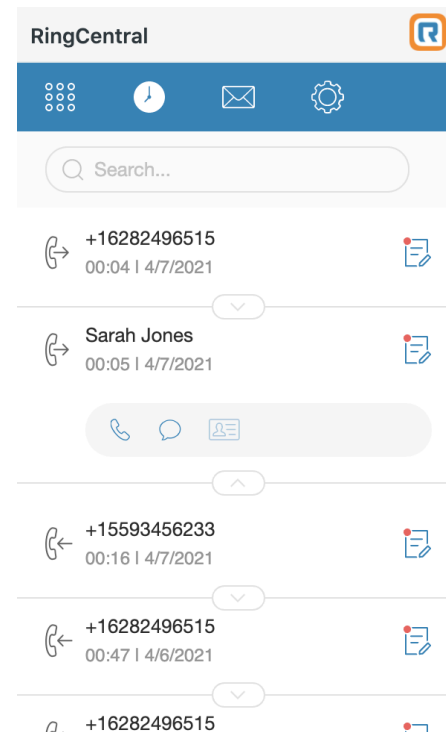 RingCentral
Search...
+16282496515
00:04 | 4/7/2021
Sarah Jones
00:05 | 4/7/2021
+15593456233
00:16 | 4/7/2021
+16282496515
00:47 | 4/6/2021
+16282496515